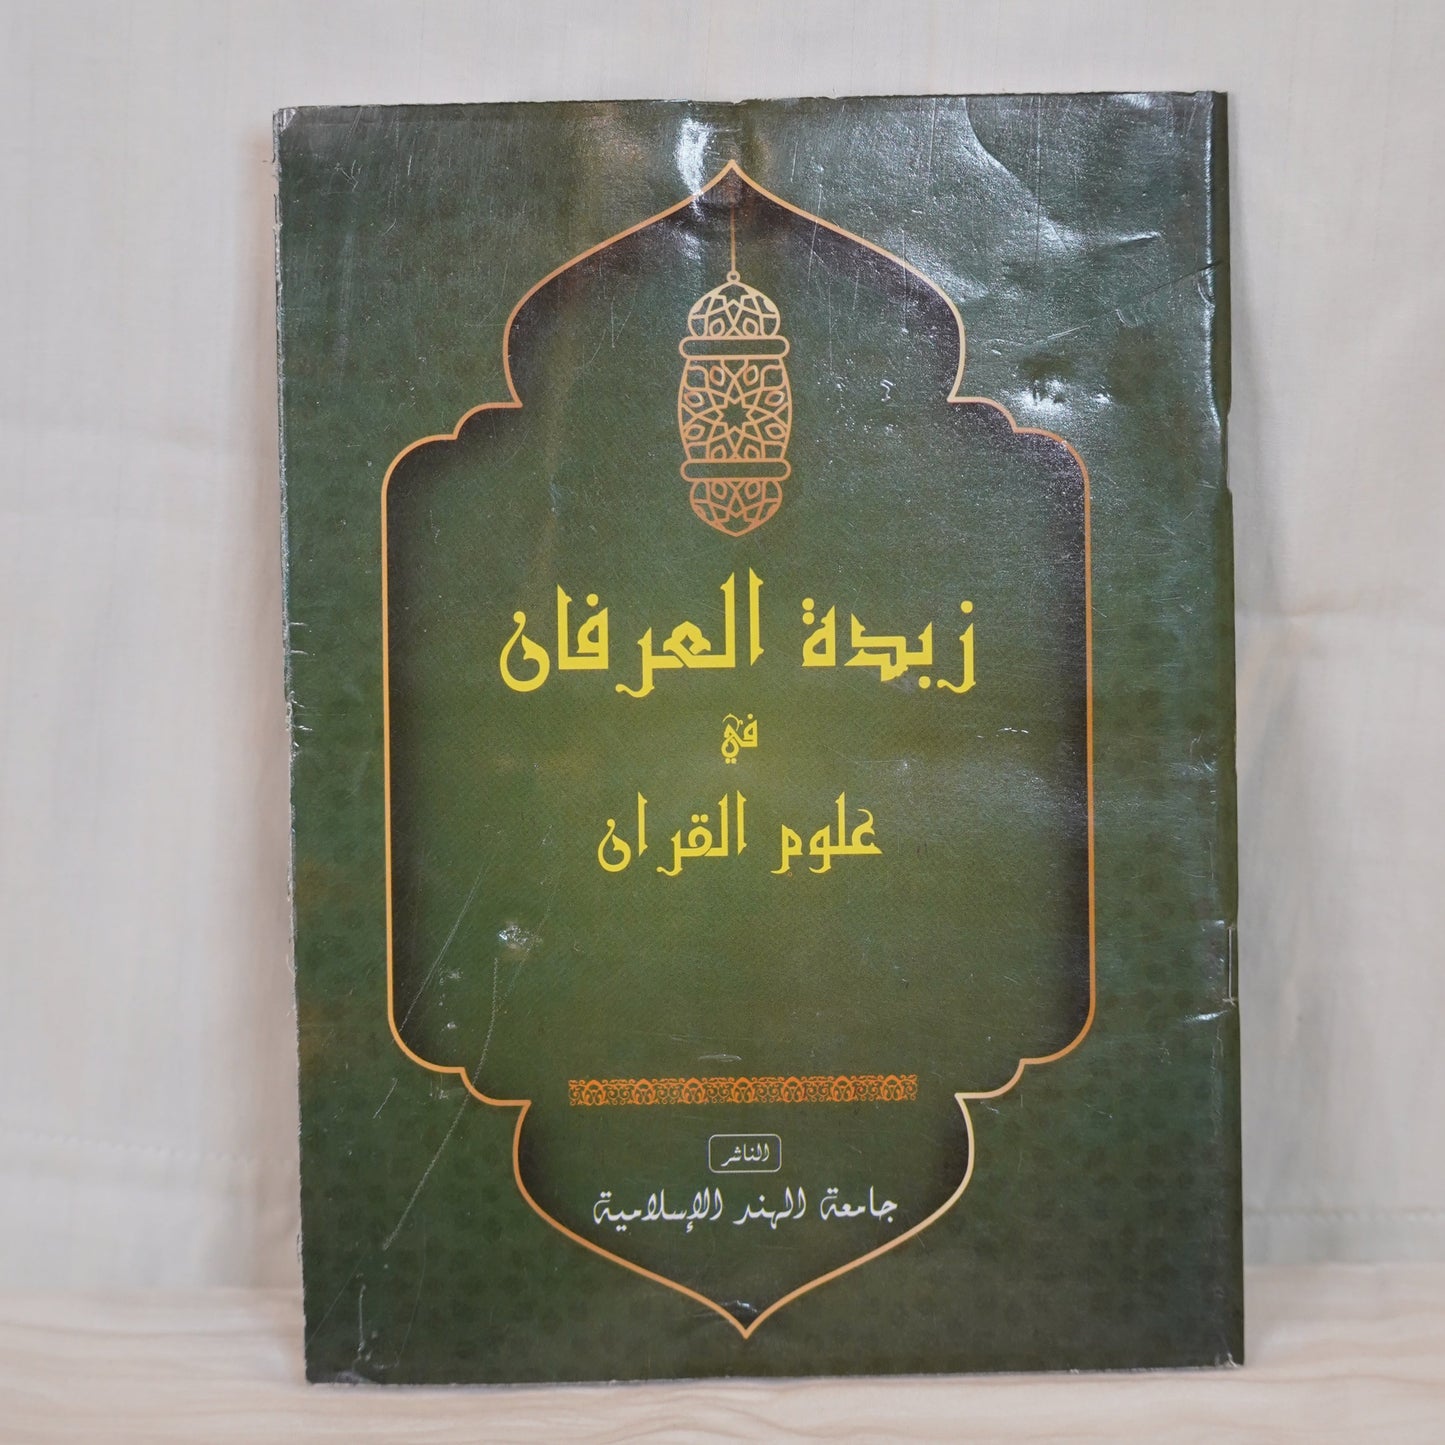 زبدة العرفان
في
علوم القران
الناشر
جامعة الهند الإسلامية